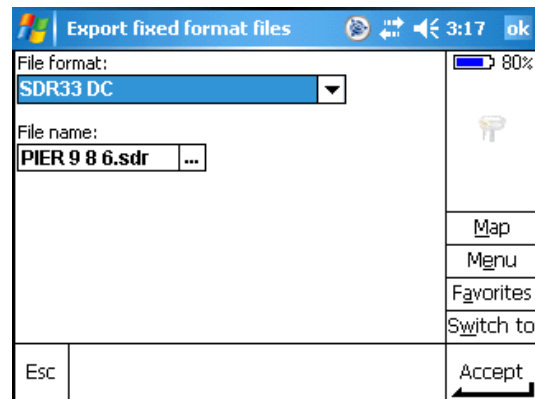 Export fixed format files 3:17 ok
File format:
80%
SDR33 DC
File name:
PIER 9 8 6.sdr ...
Map
Menu
Favorites
Switch to
Esc
Accept